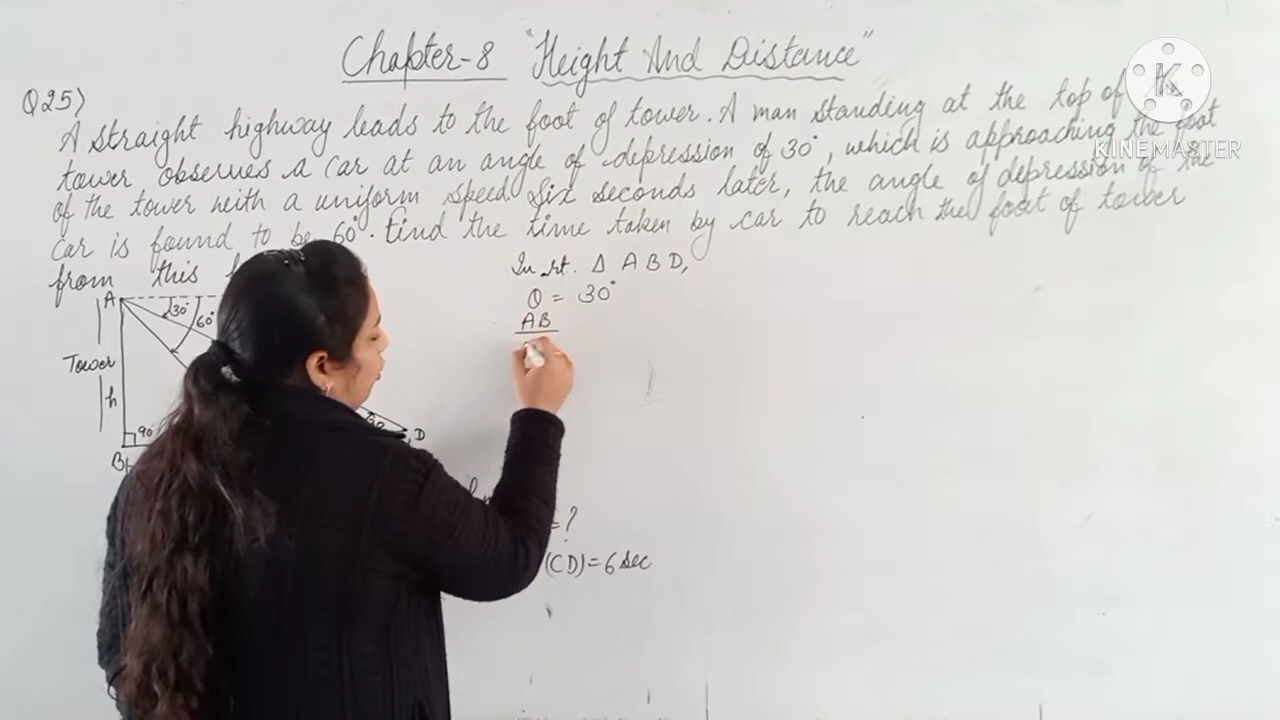 Chapter-8 "Height And Distance"
Q25)
A straight highway leads to the foot of tower. A man standing at the top of
tower observes a car at an angle of depression of 30°, which is approaching the foot
of the tower with a uniform speed. Six seconds later, the angle of depression of the
car is found to be 60°. Find the time taken by car to reach the foot of tower
from this
K
KINEMASTER
In rt. Δ ABD,
θ = 30°
AB
A
30°
60°
Tower
h
90°
B
D
= ?
(CD) = 6 sec